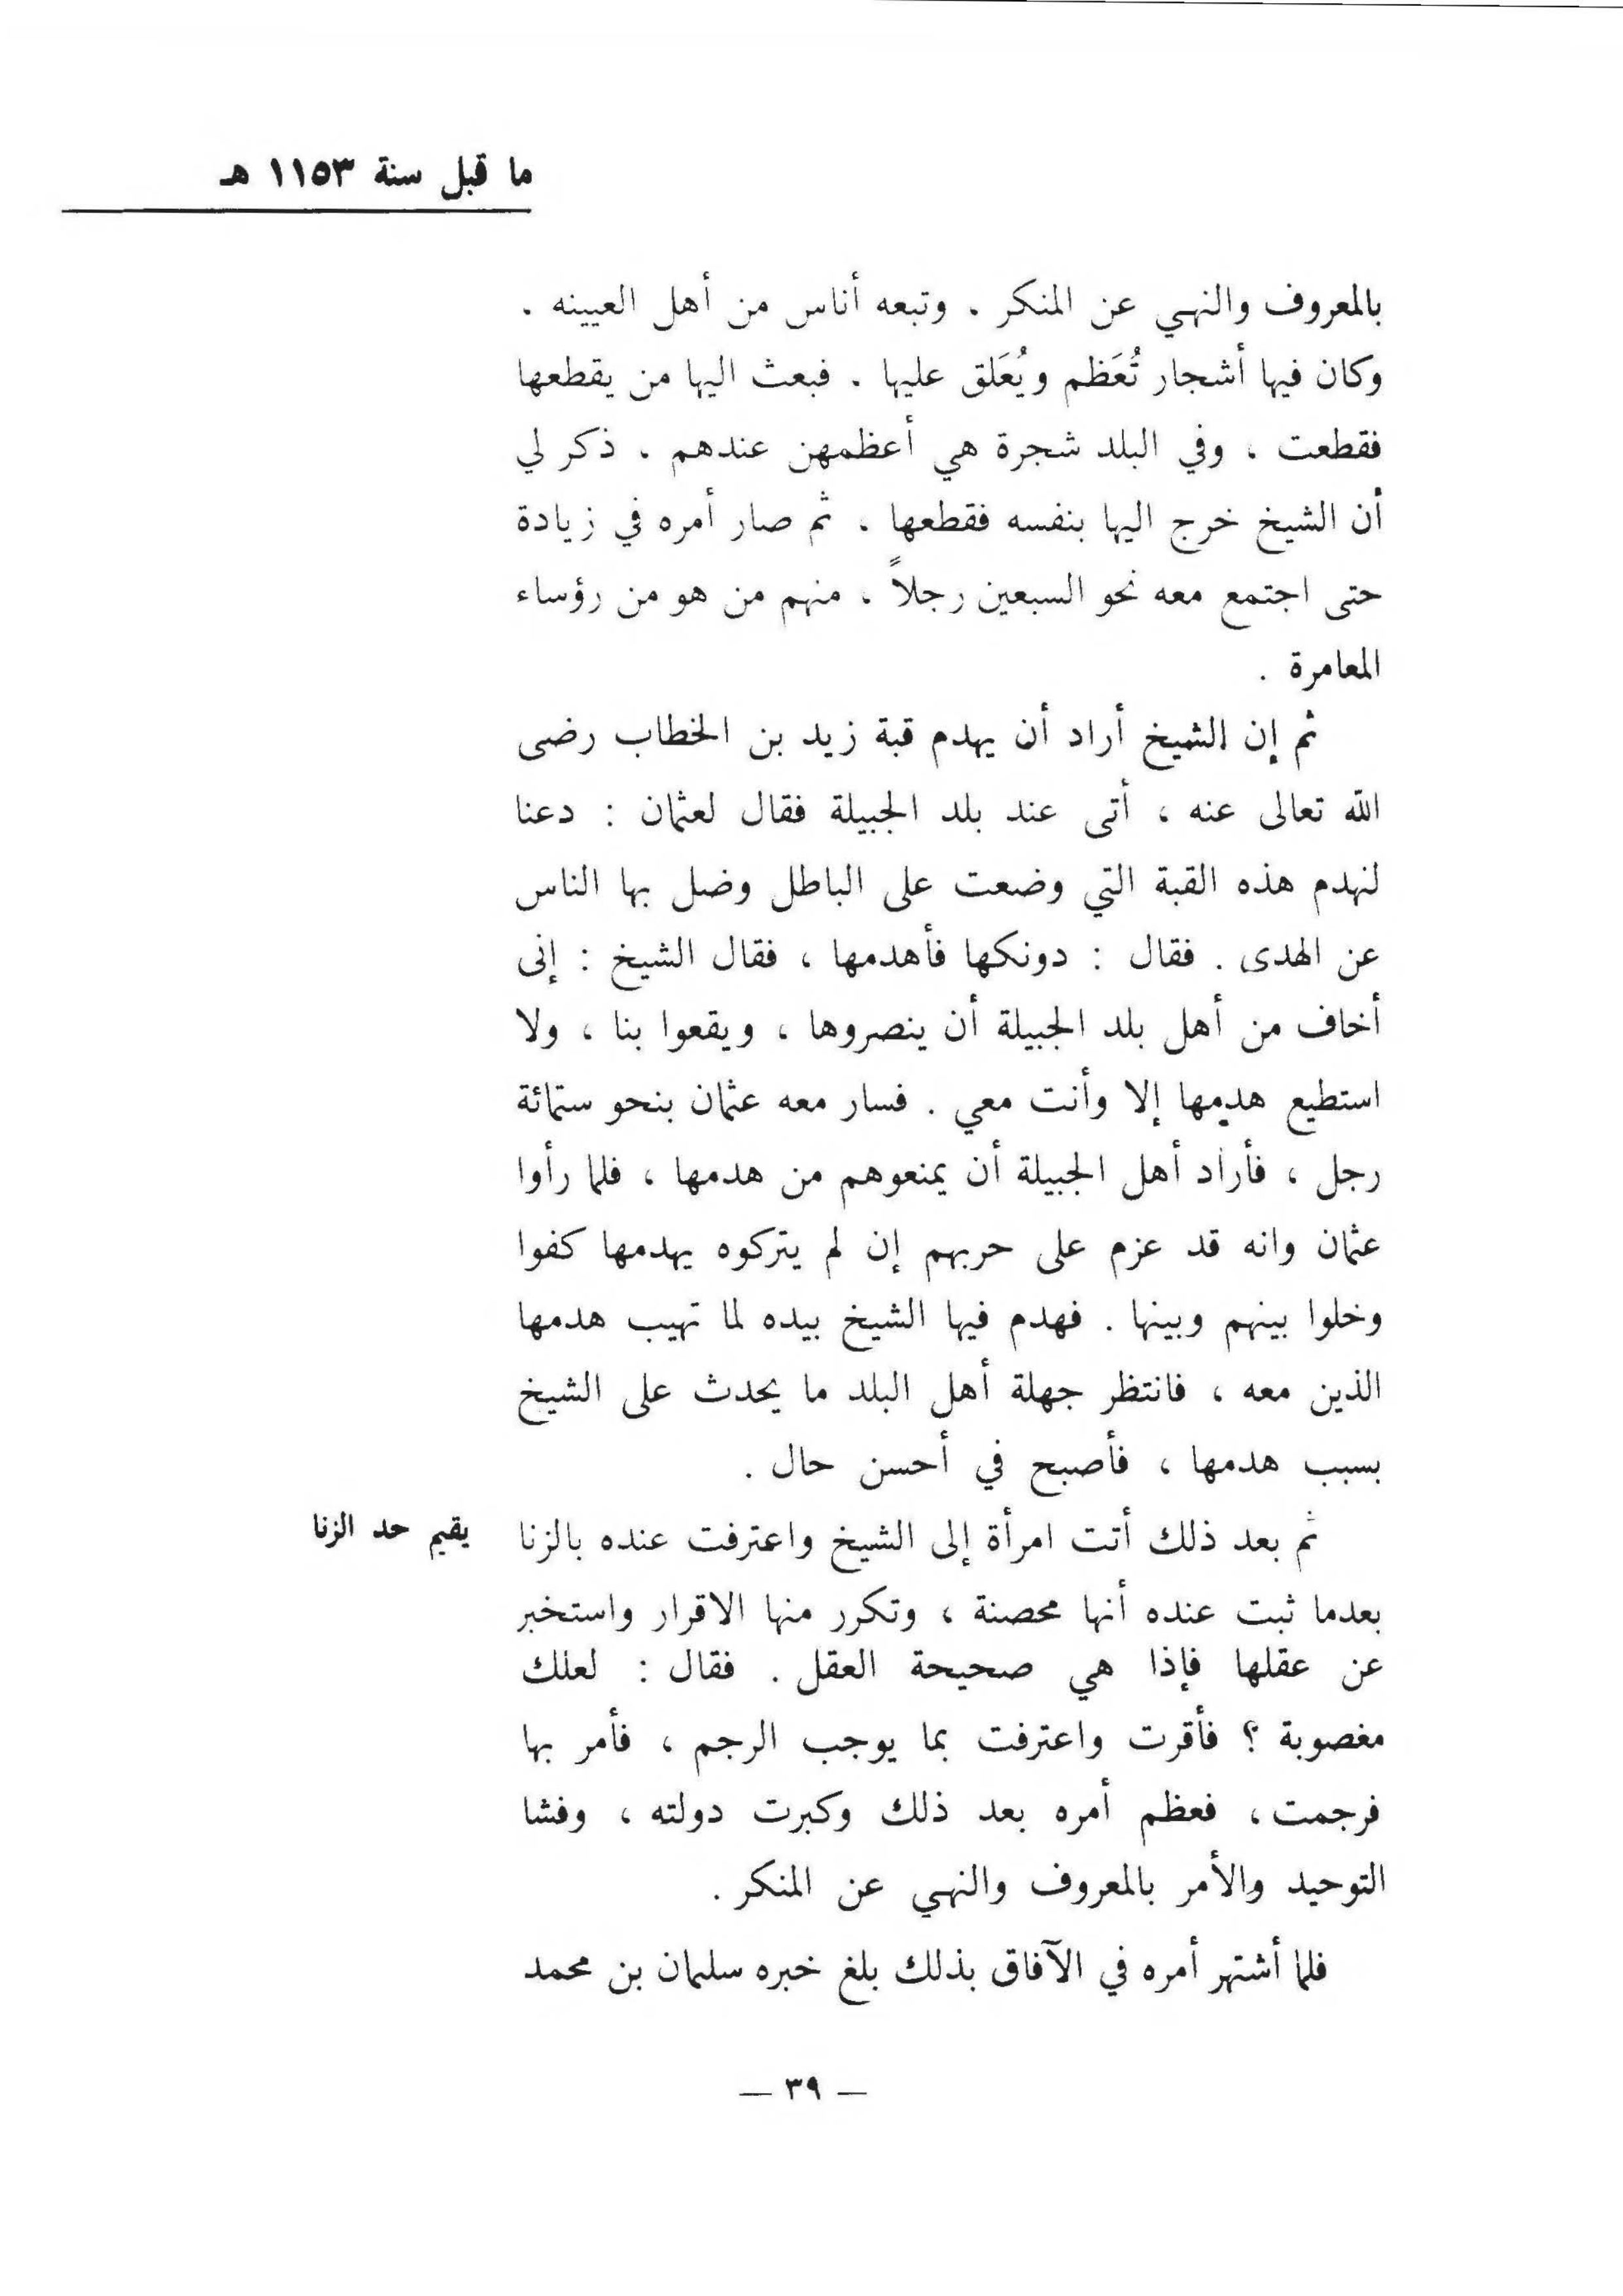 ما قبل سنة ١١٥٣ هـ
بالمعروف والنهي عن المنكر . وتبعه أناس من أهل العيينه .
وكان فيها أشجار تُعَظم ويُعَلق عليها . فبعث اليها من يقطعها
فقطعت ، وفي البلد شجرة هي أعظمهن عندهم . ذكر لي
أن الشيخ خرج اليها بنفسه فقطعها . ثم صار أمره في زيادة
حتى اجتمع معه نحو السبعين رجلاً ، منهم من هو من رؤساء
المعامرة .
ثم إن الشيخ أراد أن يهدم قبة زيد بن الخطاب رضى
الله تعالى عنه ، أتى عند بلد الجبيلة فقال لعثمان : دعنا
لنهدم هذه القبة التي وضعت على الباطل وضل بها الناس
عن الهدى . فقال : دونكها فأهدمها ، فقال الشيخ : إنى
أخاف من أهل بلد الجبيلة أن ينصروها ، ويقعوا بنا ، ولا
استطيع هدمها إلا وأنت معي . فسار معه عثمان بنحو ستمائة
رجل ، فأراد أهل الجبيلة أن يمنعوهم من هدمها ، فلما رأوا
عثمان وانه قد عزم على حربهم إن لم يتركوه يهدمها كفوا
وخلوا بينهم وبينها . فهدم فيها الشيخ بيده لما تهيب هدمها
الذين معه ، فانتظر جهلة أهل البلد ما يحدث على الشيخ
بسبب هدمها ، فأصبح في أحسن حال .
ثم بعد ذلك أتت امرأة إلى الشيخ واعترفت عنده بالزنا
يقيم حد الزنا
بعدما ثبت عنده أنها محصنة ، وتكرر منها الاقرار واستخبر
عن عقلها فإذا هي صحيحة العقل . فقال : لعلك
مغصوبة ؟ فأقرت واعترفت بما يوجب الرجم ، فأمر بها
فرجمت ، فعظم أمره بعد ذلك وكبرت دولته ، وفشا
التوحيد والأمر بالمعروف والنهي عن المنكر .
فلما أشتهر أمره في الآفاق بذلك بلغ خبره سليمان بن محمد
— ٣٩ —